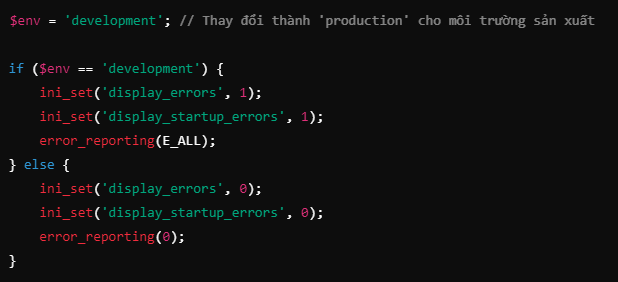 $env = 'development'; // Thay đổi thành 'production' cho môi trường sản xuất

if ($env == 'development') {
    ini_set('display_errors', 1);
    ini_set('display_startup_errors', 1);
    error_reporting(E_ALL);
} else {
    ini_set('display_errors', 0);
    ini_set('display_startup_errors', 0);
    error_reporting(0);
}